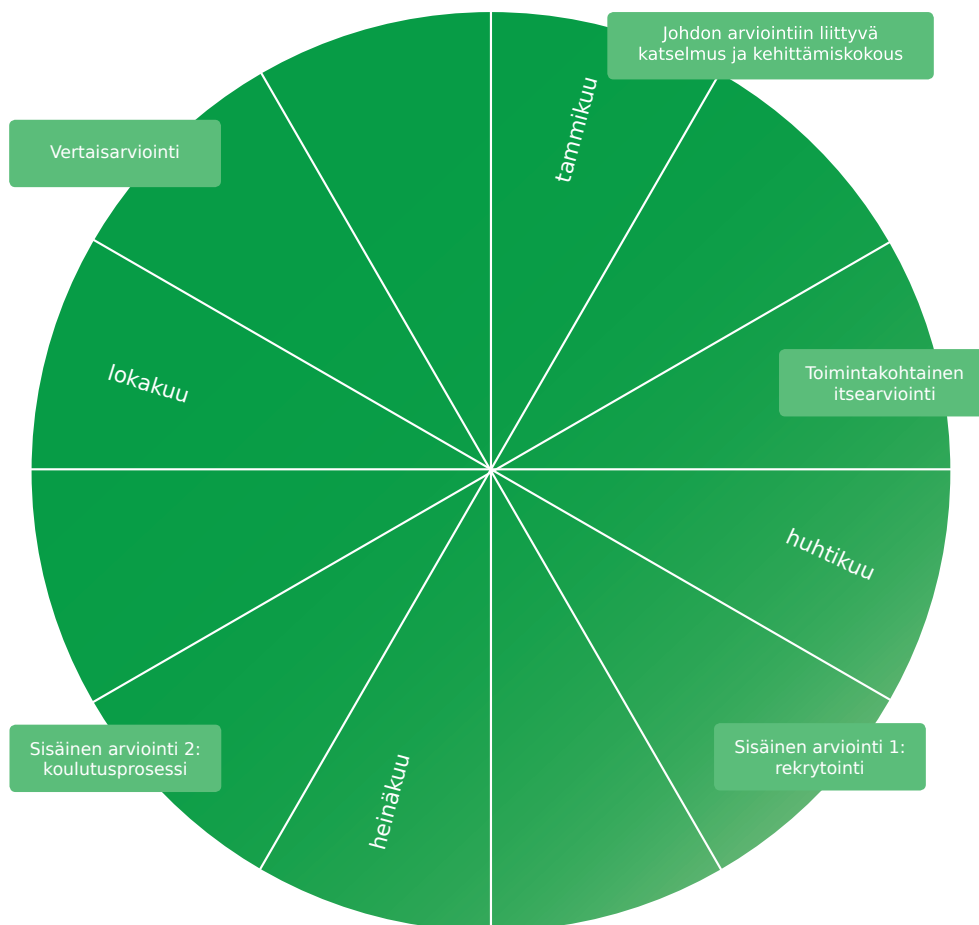 Johdon arviointiin liittyvä
katselmus ja kehittämiskokous
tammikuu
Vertaisarviointi
lokakuu
Toimintakohtainen
itsearviointi
huhtikuu
Sisäinen arviointi 2:
koulutusprosessi
heinäkuu
Sisäinen arviointi 1:
rekrytointi